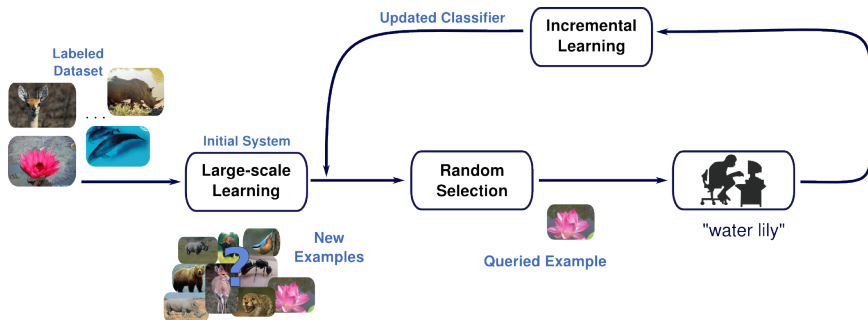 Updated Classifier
Incremental
Learning
Labeled
Dataset
. . .
Initial System
Large-scale
Learning
Random
Selection
"water lily"
New
Examples
?
Queried Example